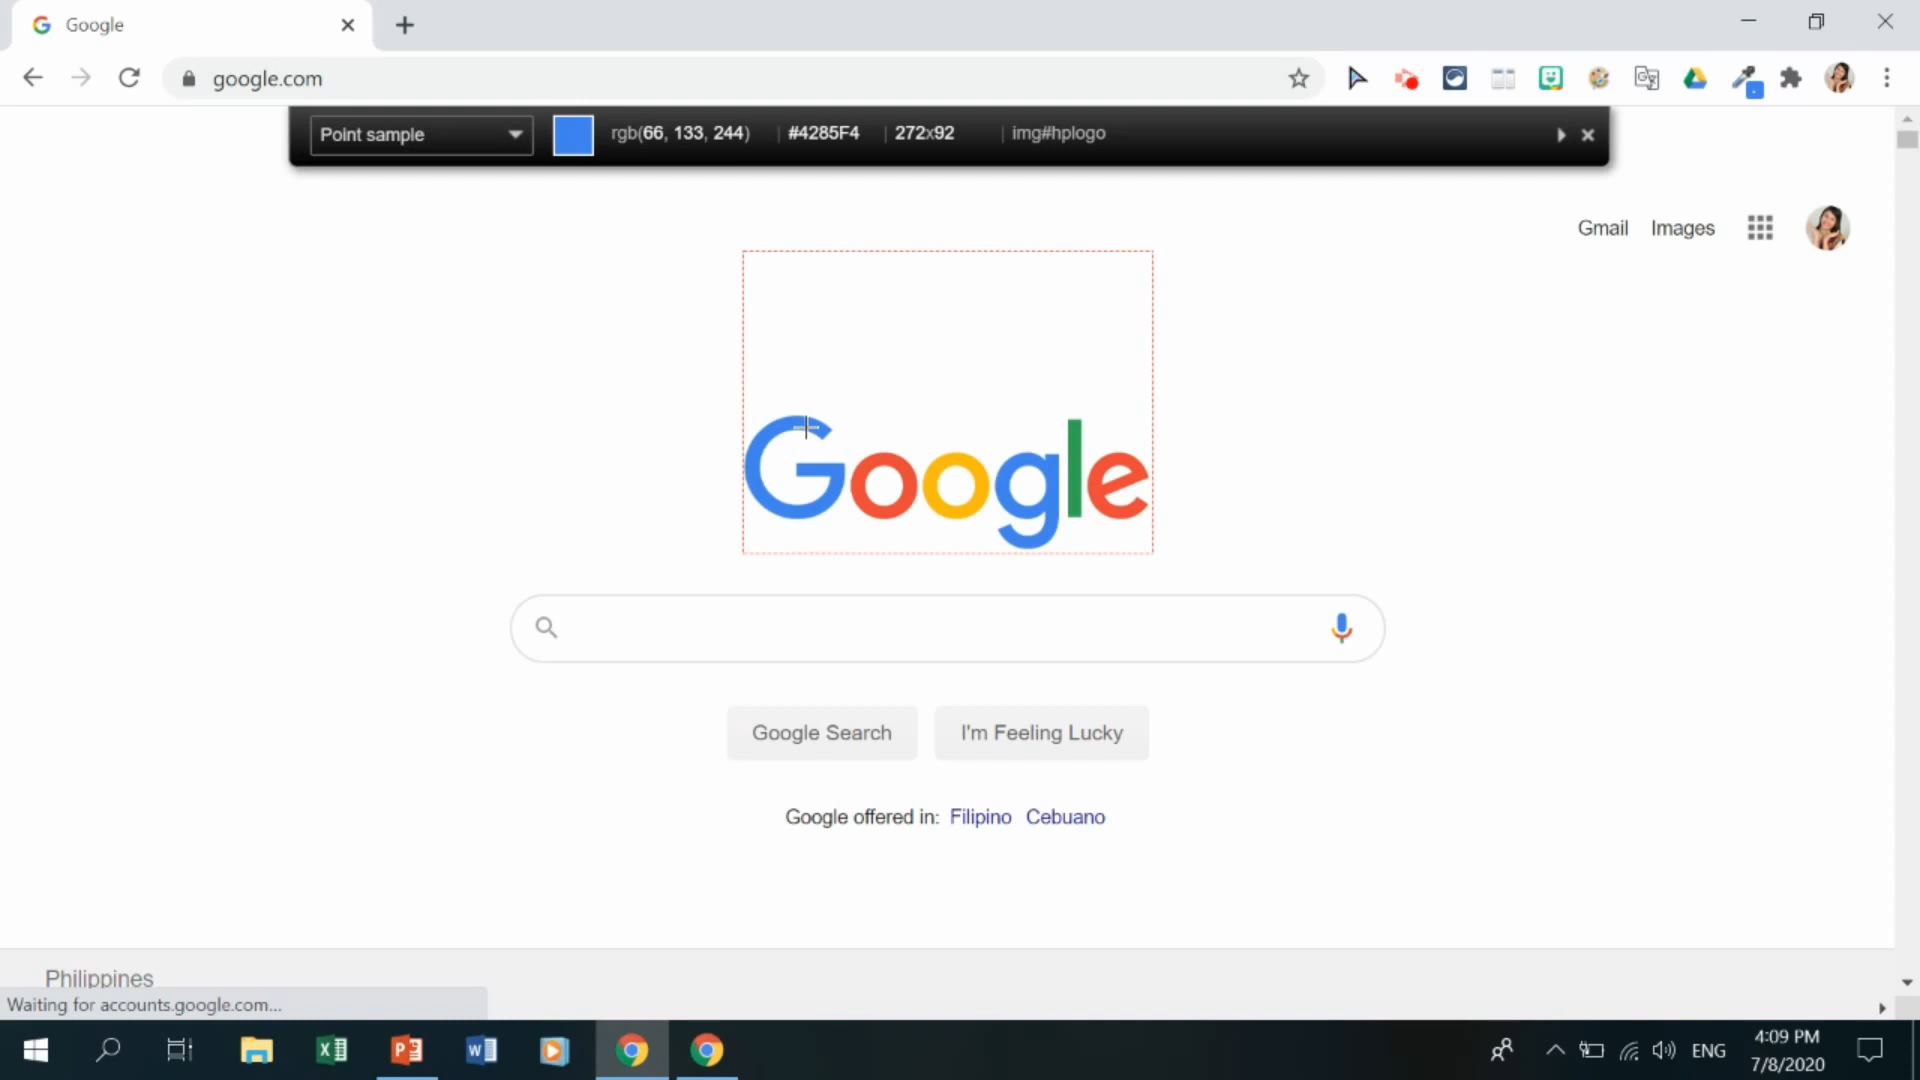 Google
google.com
Point sample rgb(66, 133, 244) #4285F4 272x92 img#hplogo
Gmail Images
Google
Google Search I'm Feeling Lucky
Google offered in: Filipino Cebuano
Philippines
Waiting for accounts.google.com...
ENG
4:09 PM
7/8/2020